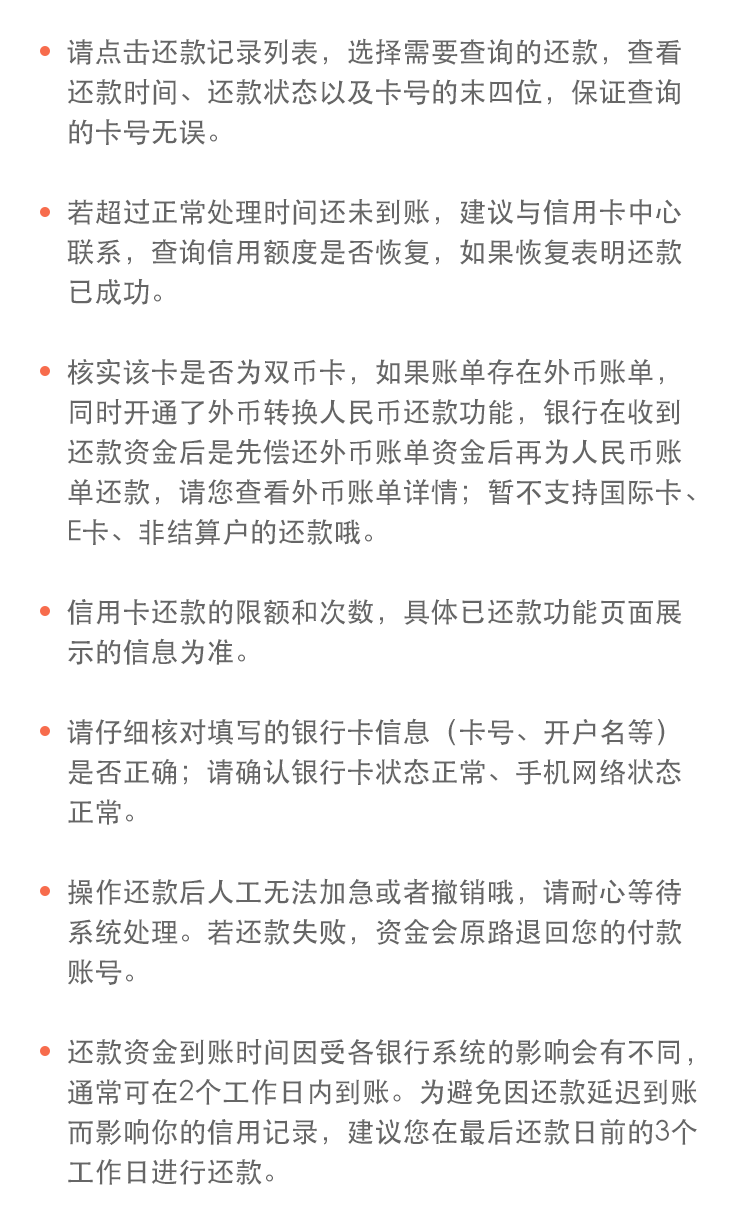 请点击还款记录列表，选择需要查询的还款，查看
还款时间、还款状态以及卡号的末四位，保证查询
的卡号无误。
若超过正常处理时间还未到账，建议与信用卡中心
联系，查询信用额度是否恢复，如果恢复表明还款
已成功。
核实该卡是否为双币卡，如果账单存在外币账单，
同时开通了外币转换人民币还款功能，银行在收到
还款资金后是先偿还外币账单资金后再为人民币账
单还款，请您查看外币账单详情；暂不支持国际卡、
E卡、非结算户的还款哦。
信用卡还款的限额和次数，具体已还款功能页面展
示的信息为准。
请仔细核对填写的银行卡信息（卡号、开户名等）
是否正确；请确认银行卡状态正常、手机网络状态
正常。
操作还款后人工无法加急或者撤销哦，请耐心等待
系统处理。若还款失败，资金会原路退回您的付款
账号。
还款资金到账时间因受各银行系统的影响会有不同，
通常可在2个工作日内到账。为避免因还款延迟到账
而影响你的信用记录，建议您在最后还款日前的3个
工作日进行还款。